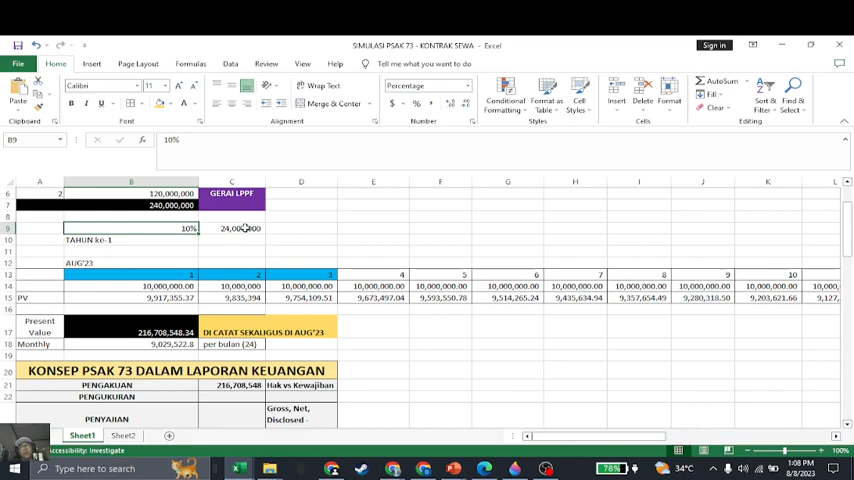 SIMULASI PSAK 73 - KONTRAK SEWA - Excel
Sign in
File Home Insert Page Layout Formulas Data Review View Help Tell me what you want to do
Paste
Clipboard
Calibri 11
B I U
Font
Wrap Text
Merge & Center
Alignment
Percentage
$ % 
Number
Conditional Formatting
Format as Table
Cell Styles
Styles
Insert Delete Format
Cells
AutoSum
Fill
Clear
Sort & Filter
Find & Select
Editing
B9 fx 10%
A B C D E F G H I J K L
6 2 120,000,000 GERAI LPPF
7 240,000,000
8
9 10%
10 TAHUN ke-1
11
12 AUG'23
13 1 2 3 4 5 6 7 8 9 10
14 10,000,000.00 10,000,000 10,000,000.00 10,000,000.00 10,000,000.00 10,000,000.00 10,000,000.00 10,000,000.00 10,000,000.00 10,000,000.00
15 PV 9,917,355.37 9,835,394 9,754,109.51 9,673,497.04 9,593,550.78 9,514,265.24 9,435,634.94 9,357,654.49 9,280,318.50 9,203,621.66 9,127,
16
17 Present Value 216,708,548.34 DI CATAT SEKALIGUS DI AUG'23
18 Monthly 9,029,522.8 per bulan (24)
19
20 KONSEP PSAK 73 DALAM LAPORAN KEUANGAN
21 PENGAKUAN 216,708,548 Hak vs Kewajiban
22 PENGUKURAN
PENYAJIAN Gross, Net, Disclosed -
Sheet1 Sheet2
Accessibility: Investigate
100%
Type here to search
78%
34°C
1:08 PM
8/8/2023